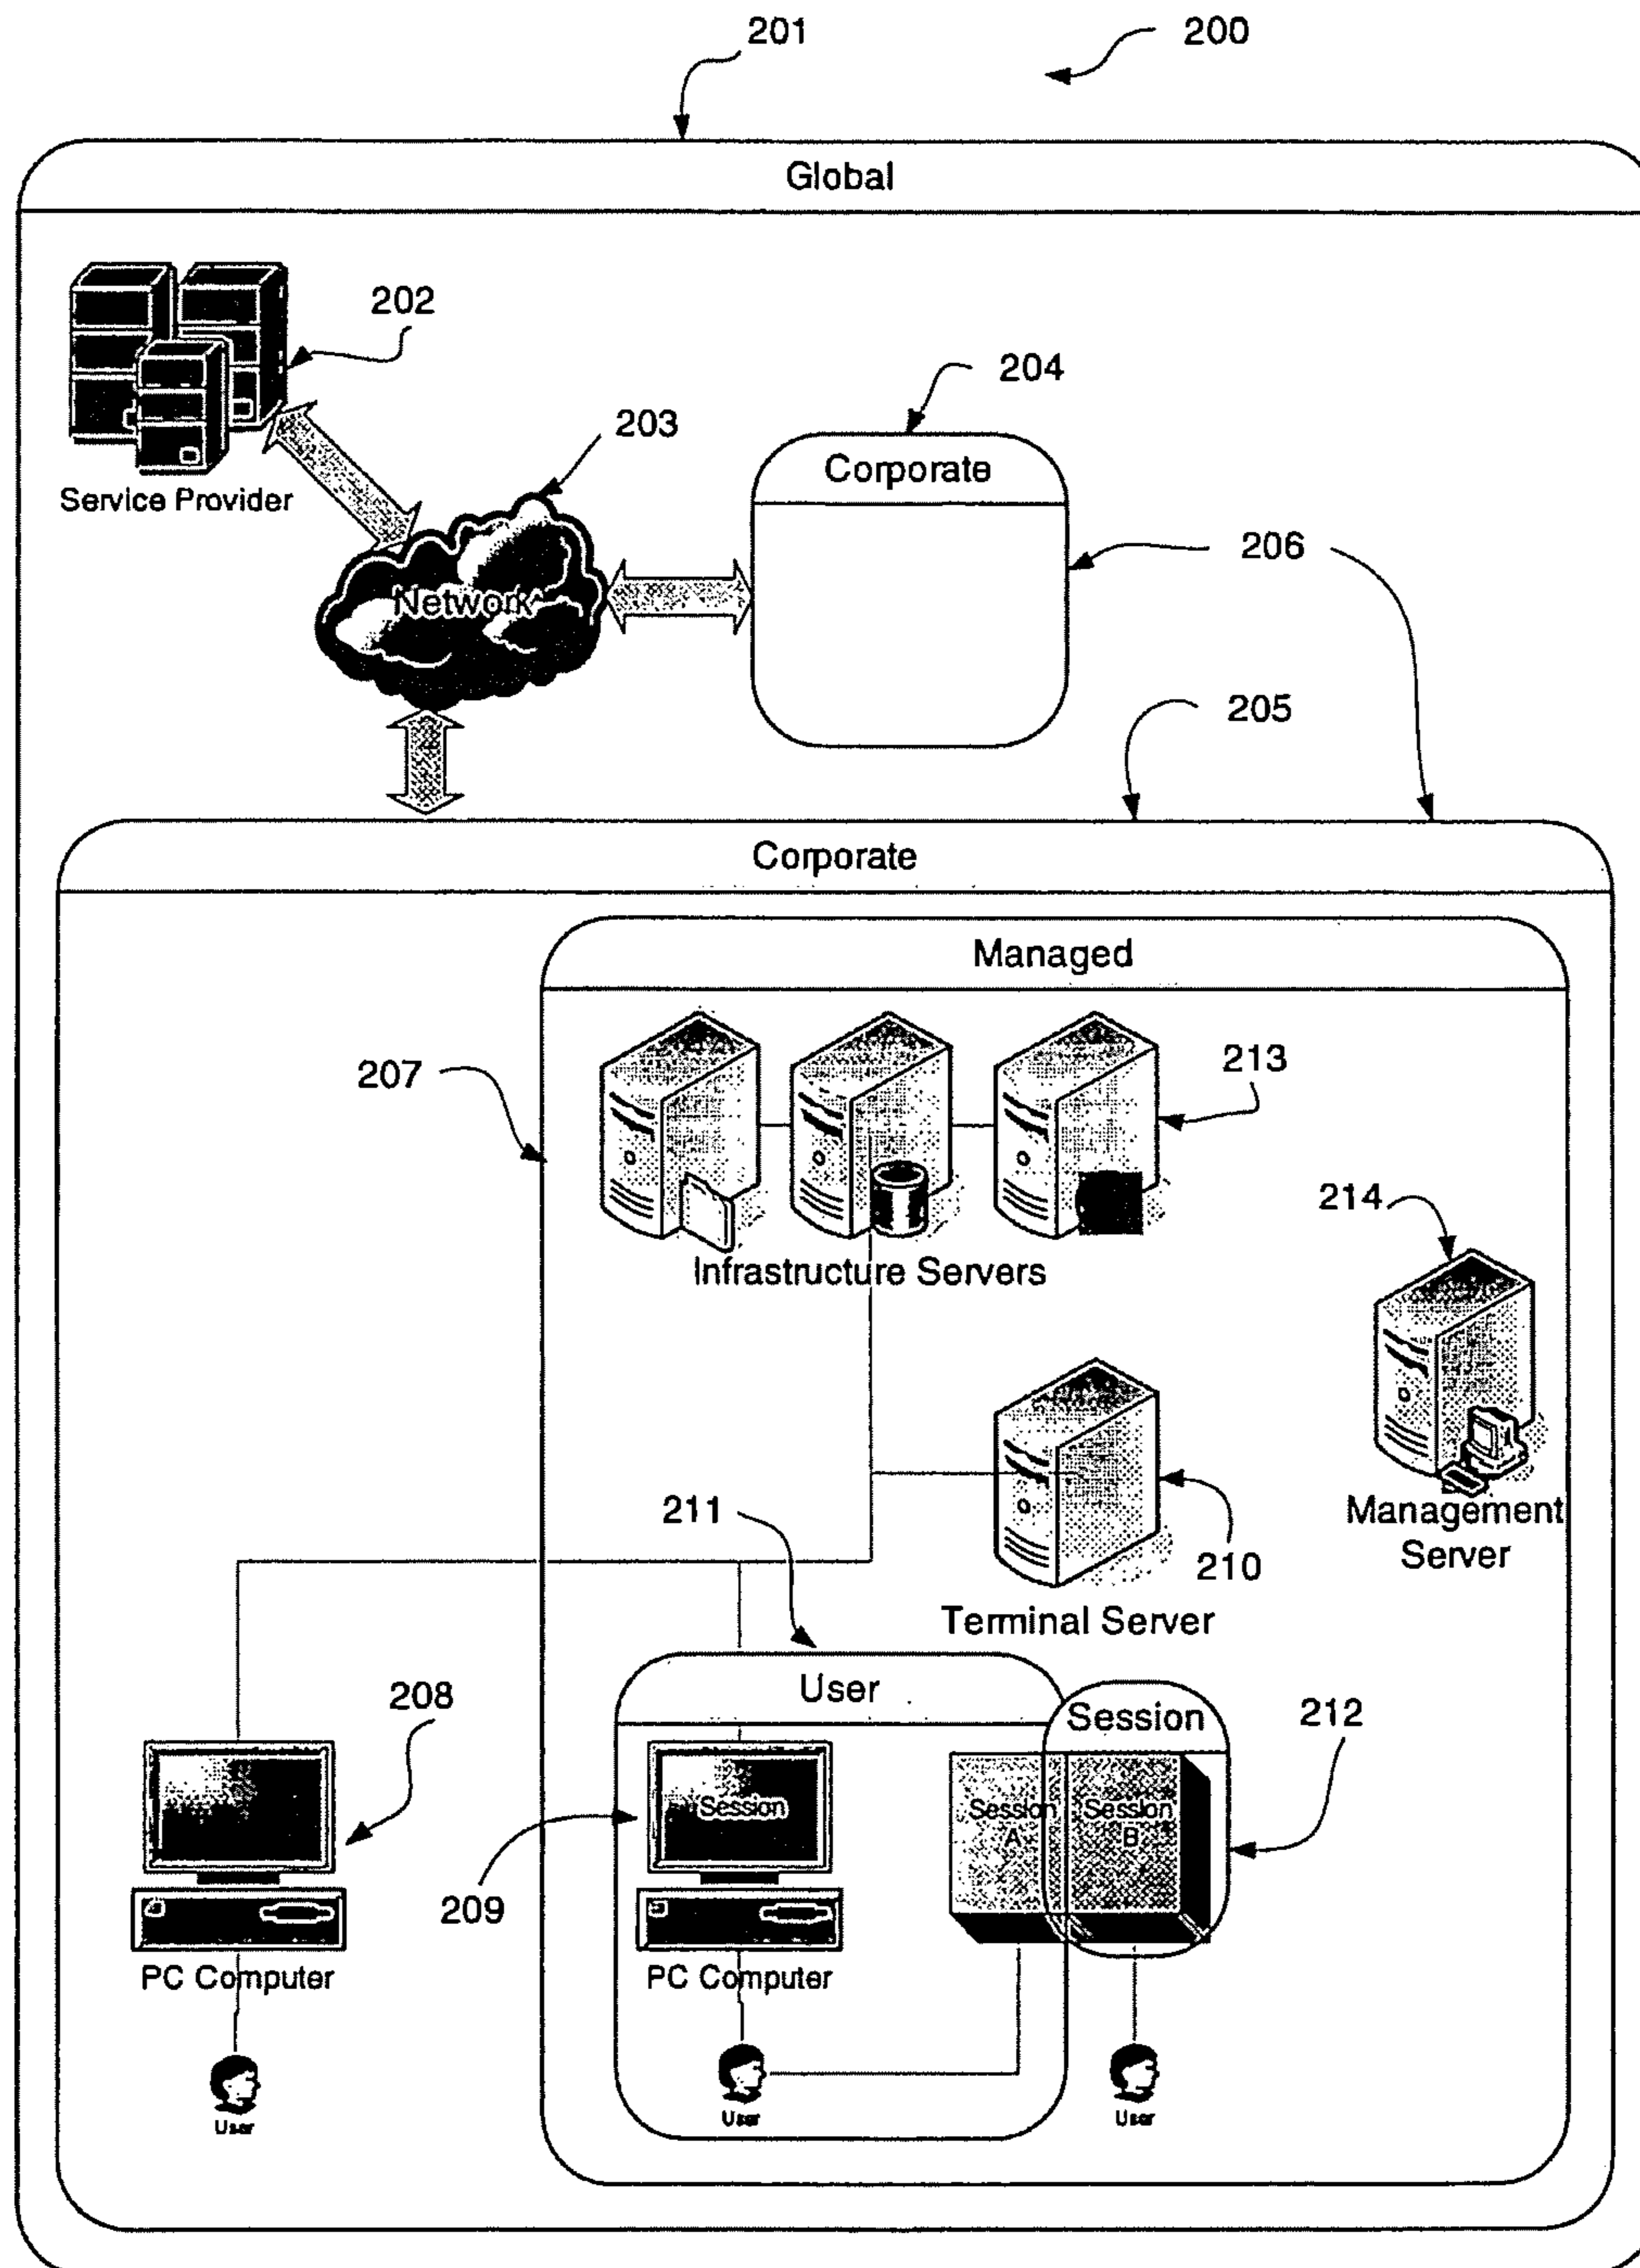 201
200
Global
202
204
203
Corporate
Service Provider
206
Network
205
Corporate
Managed
207
213
214
Infrastructure Servers
211
Management
Server
210
Terminal Server
208
User
Session
212
Session
Session
A
Session
B
209
PC Computer
PC Computer
User
User
User